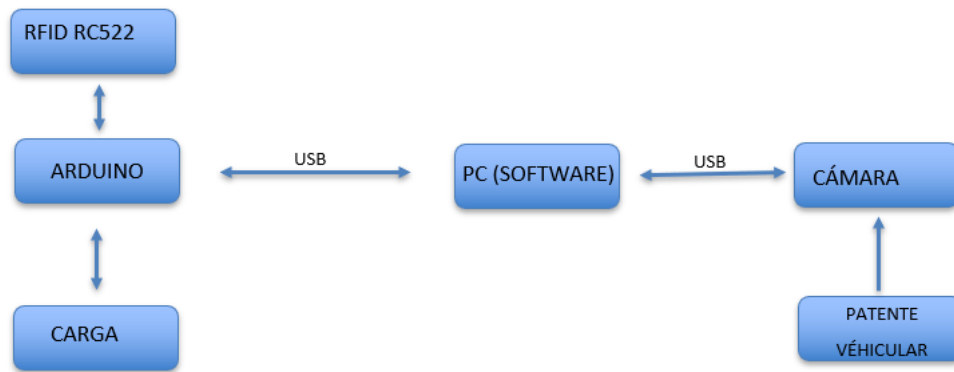 RFID RC522
ARDUINO
USB
PC (SOFTWARE)
USB
CÁMARA
CARGA
PATENTE
VÉHICULAR